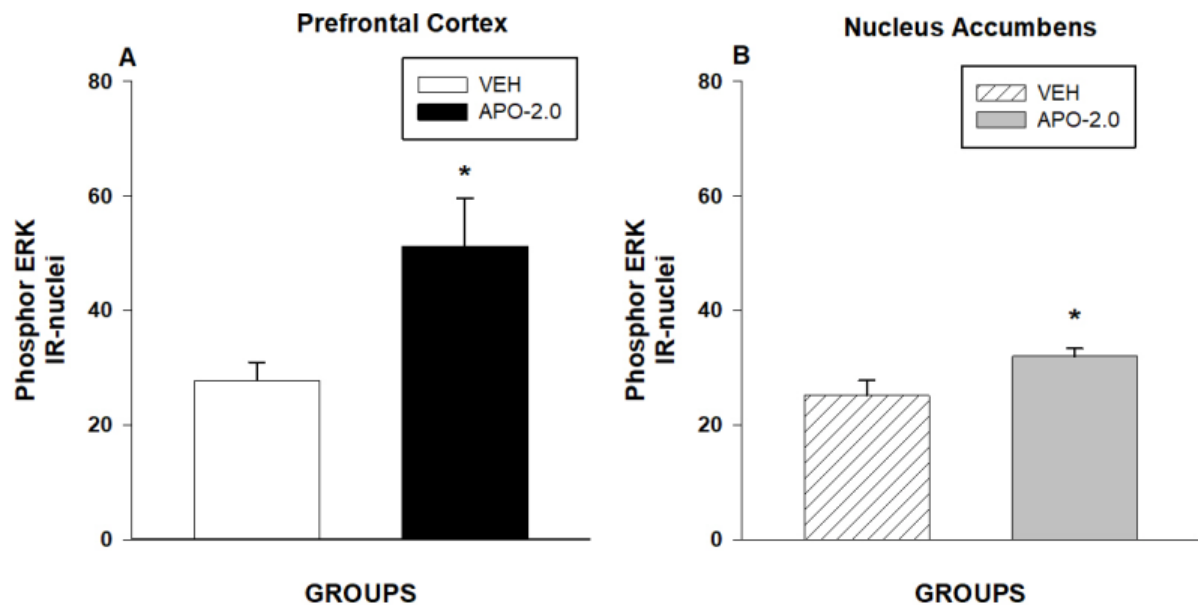 Prefrontal Cortex
A
VEH
APO-2.0
80
60
40
20
0
*
Phosphor ERK
IR-nuclei
GROUPS
Nucleus Accumbens
B
VEH
APO-2.0
80
60
40
20
0
*
Phosphor ERK
IR-nuclei
GROUPS